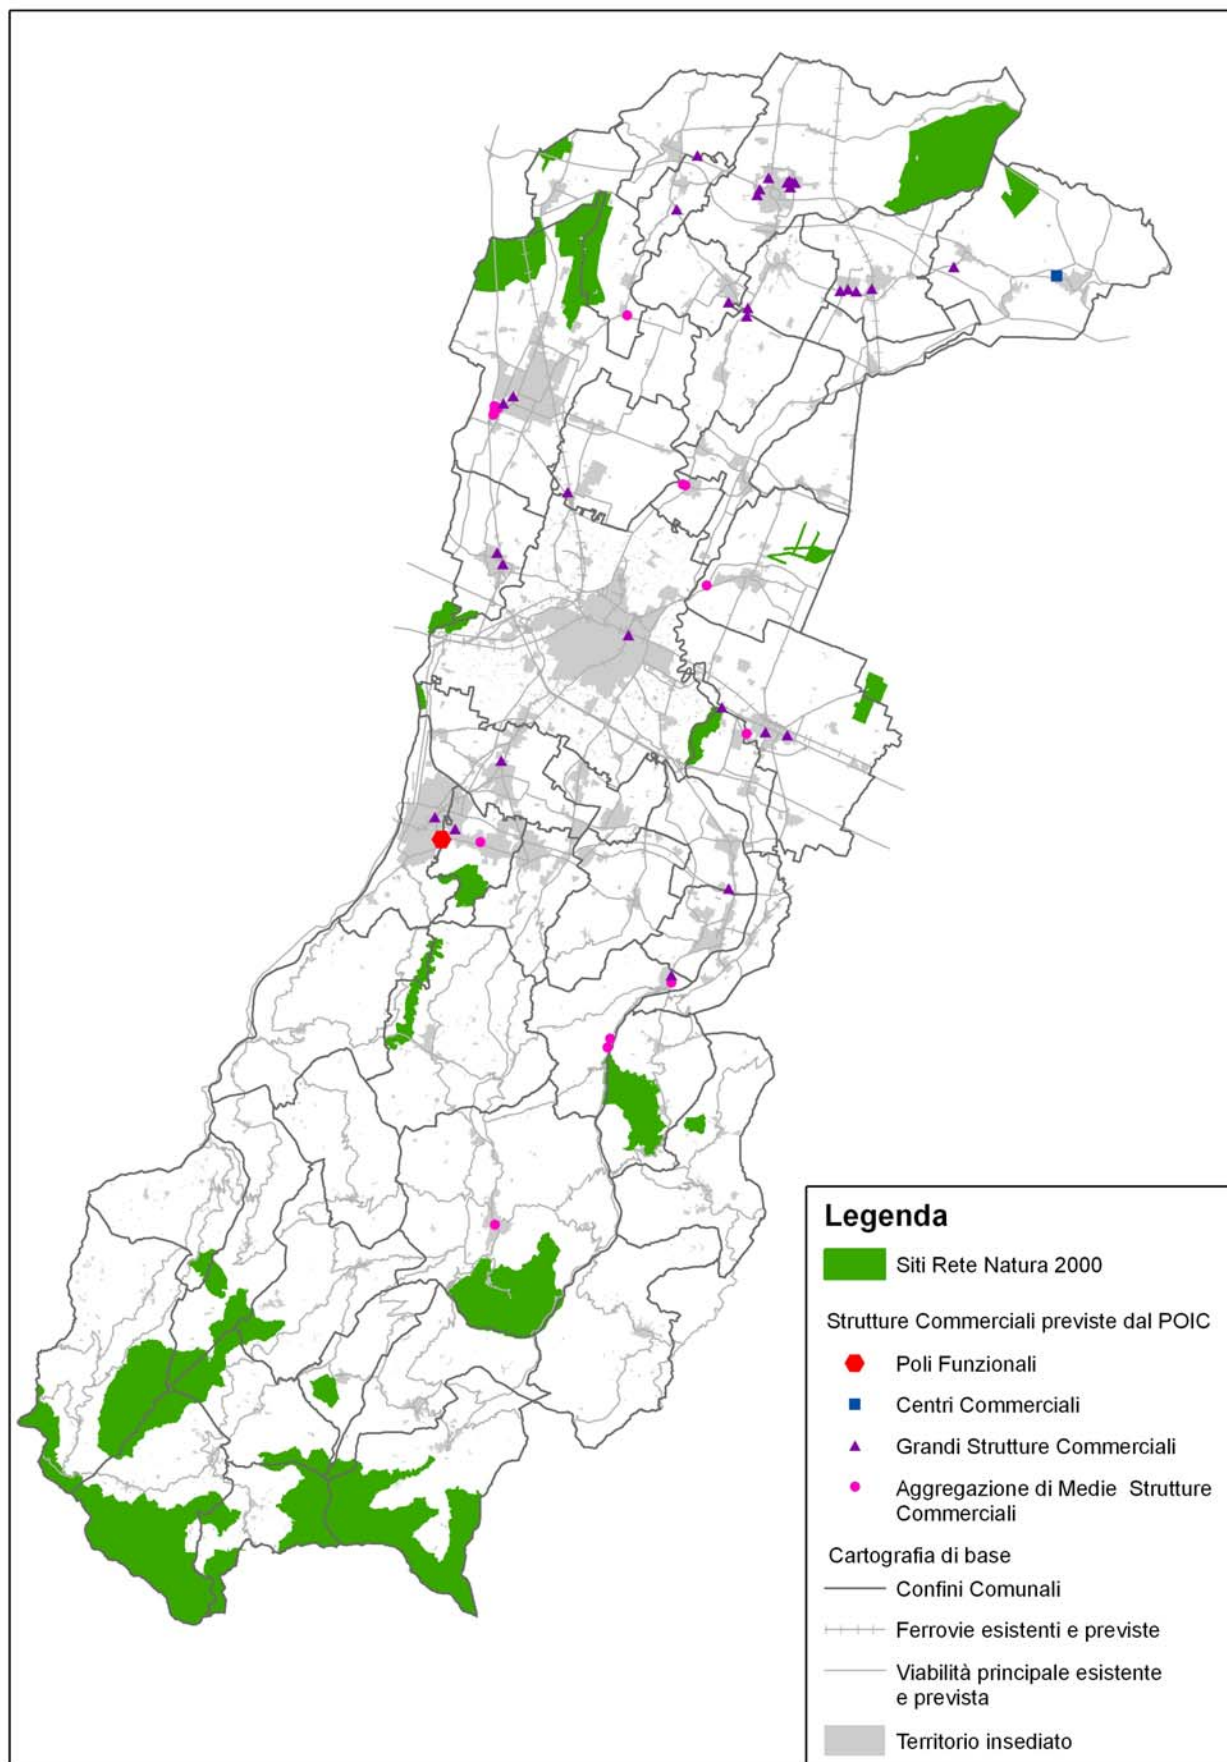 Legenda
Siti Rete Natura 2000
Strutture Commerciali previste dal POIC
Poli Funzionali
Centri Commerciali
Grandi Strutture Commerciali
Aggregazione di Medie Strutture
Commerciali
Cartografia di base
Confini Comunali
Ferrovie esistenti e previste
Viabilità principale esistente
e prevista
Territorio insediato